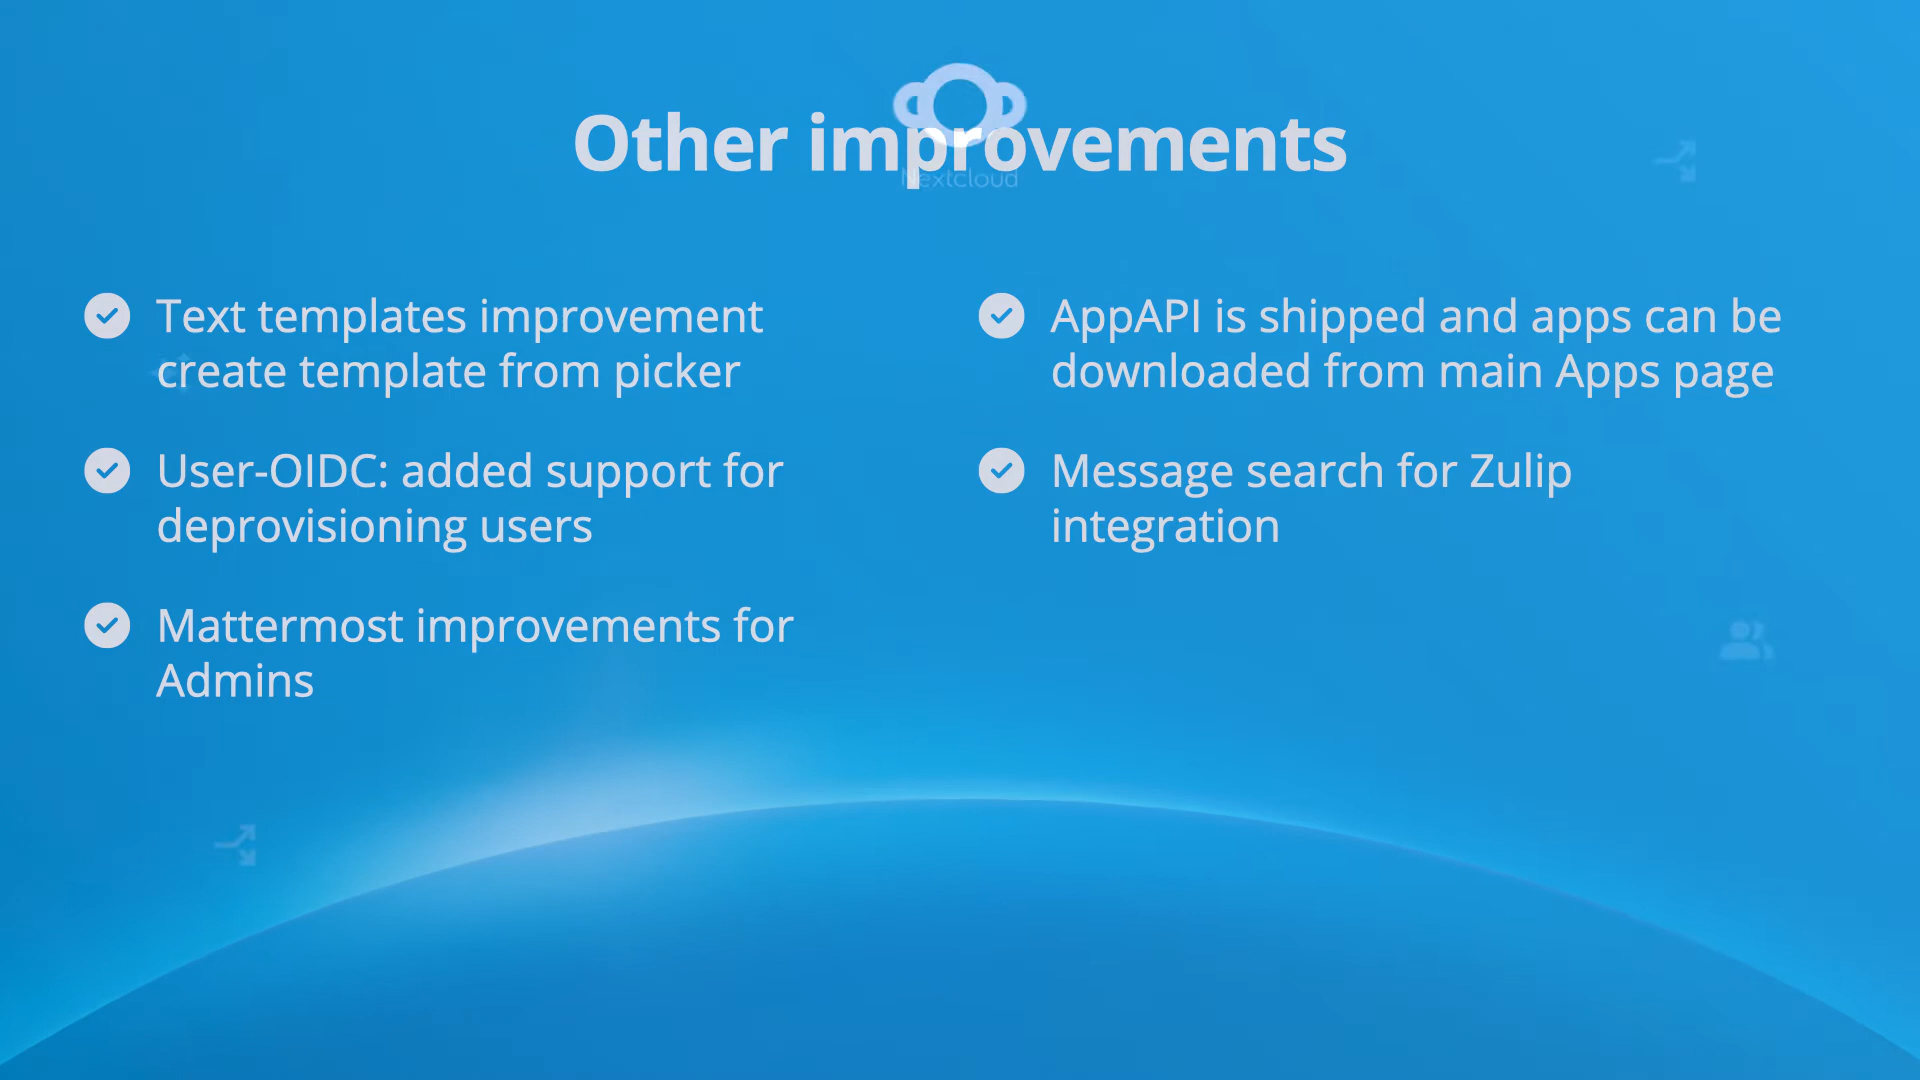 Other improvements
Nextcloud
Text templates improvement
create template from picker
User-OIDC: added support for
deprovisioning users
Mattermost improvements for
Admins
AppAPI is shipped and apps can be
downloaded from main Apps page
Message search for Zulip
integration